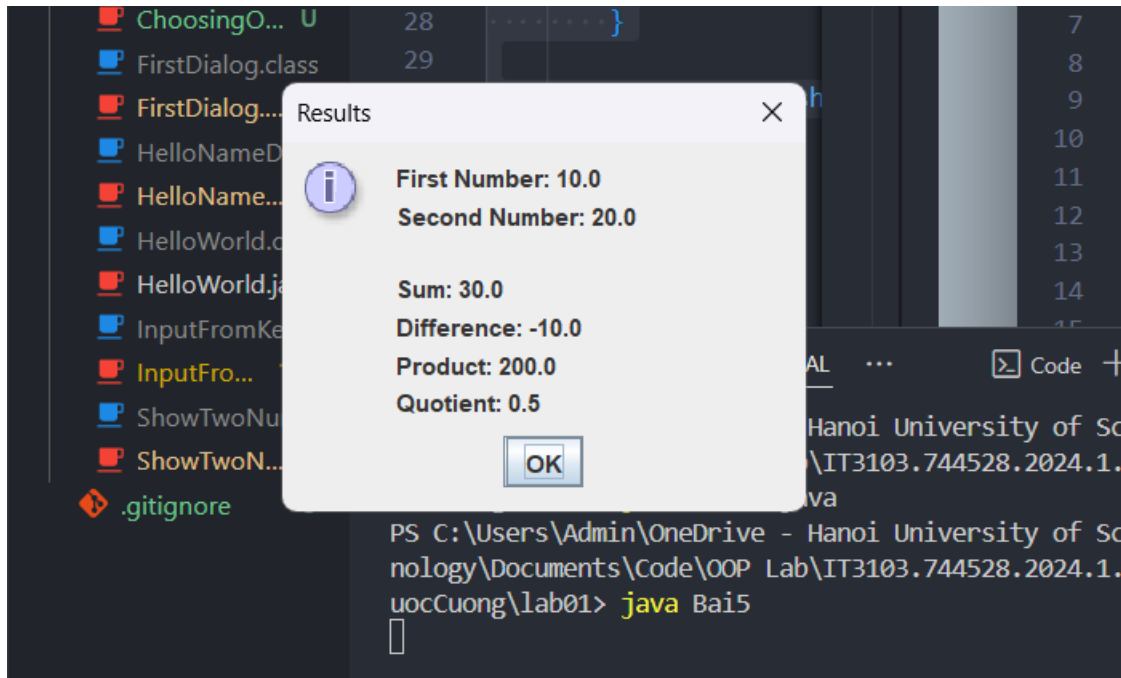 ChoosingO... U
FirstDialog.class
FirstDialog....
HelloNameD
HelloName...
HelloWorld.c
HelloWorld.ja
InputFromKe
InputFro...
ShowTwoNu
ShowTwoN...
.gitignore
28 }
29
7
8
9
10
11
12
13
14
15
Results
i
First Number: 10.0
Second Number: 20.0
Sum: 30.0
Difference: -10.0
Product: 200.0
Quotient: 0.5
OK
AL ... Code
Hanoi University of Sc
\IT3103.744528.2024.1.
va
PS C:\Users\Admin\OneDrive - Hanoi University of Sc
nology\Documents\Code\OOP Lab\IT3103.744528.2024.1.
uocCuong\lab01> java Bai5